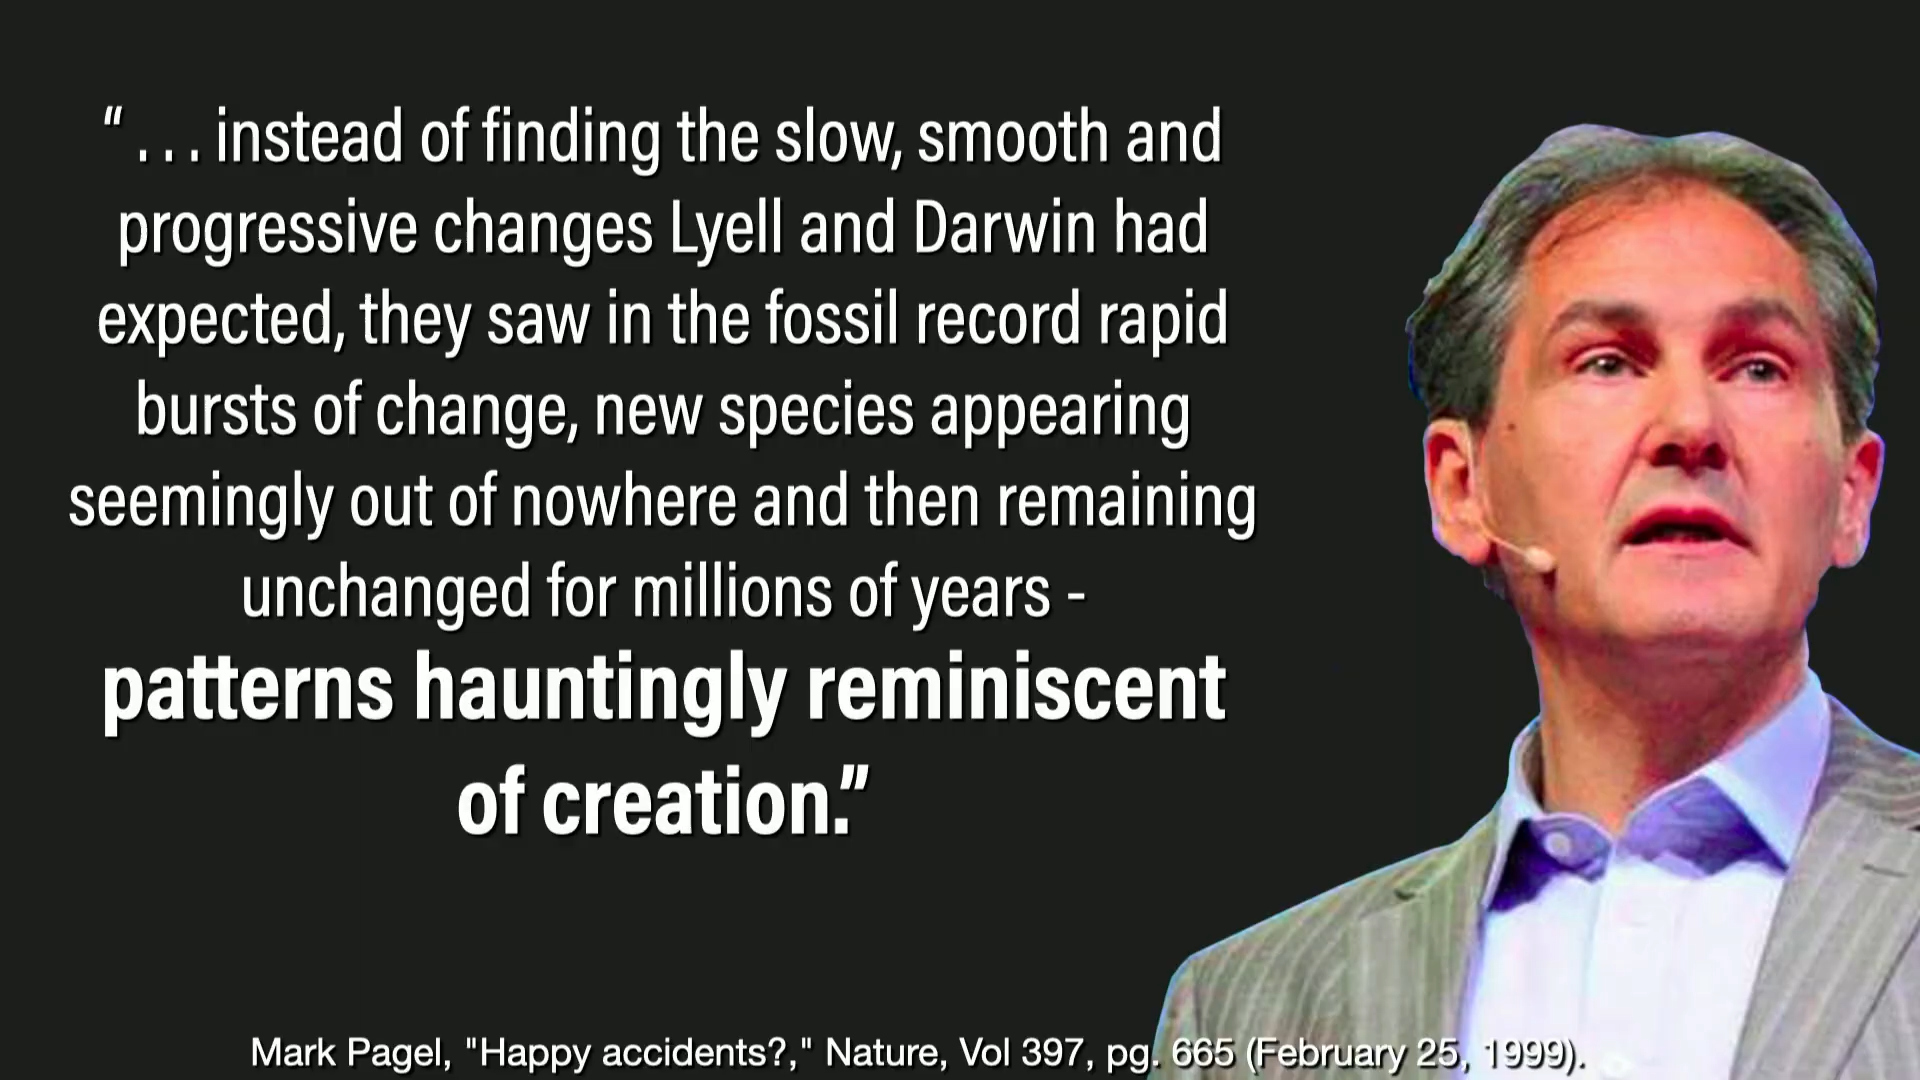 “ . . . instead of finding the slow, smooth and
progressive changes Lyell and Darwin had
expected, they saw in the fossil record rapid
bursts of change, new species appearing
seemingly out of nowhere and then remaining
unchanged for millions of years -
patterns hauntingly reminiscent
of creation.”
Mark Pagel, "Happy accidents?," Nature, Vol 397, pg. 665 (February 25, 1999).